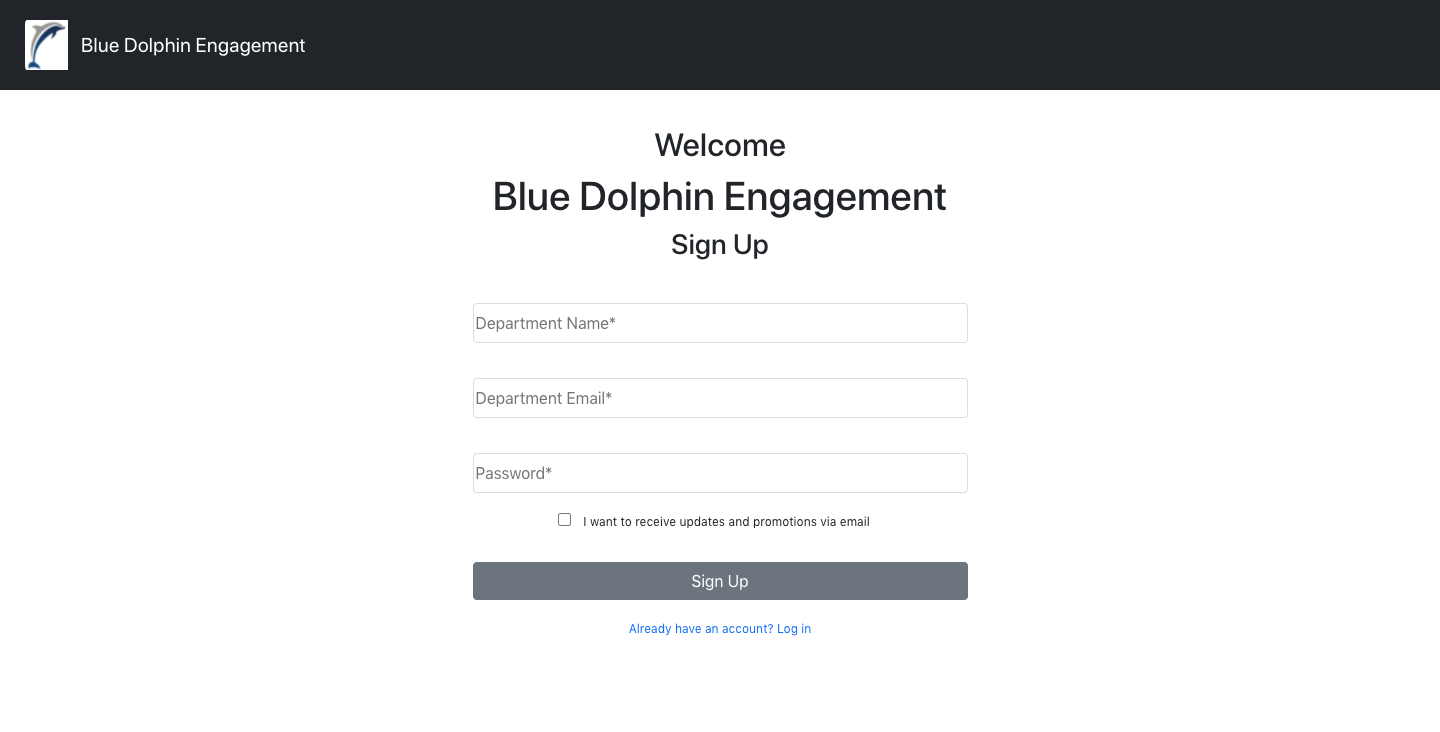 Blue Dolphin Engagement
Welcome
Blue Dolphin Engagement
Sign Up
Department Name*
Department Email*
Password*
I want to receive updates and promotions via email
Sign Up
Already have an account? Log in